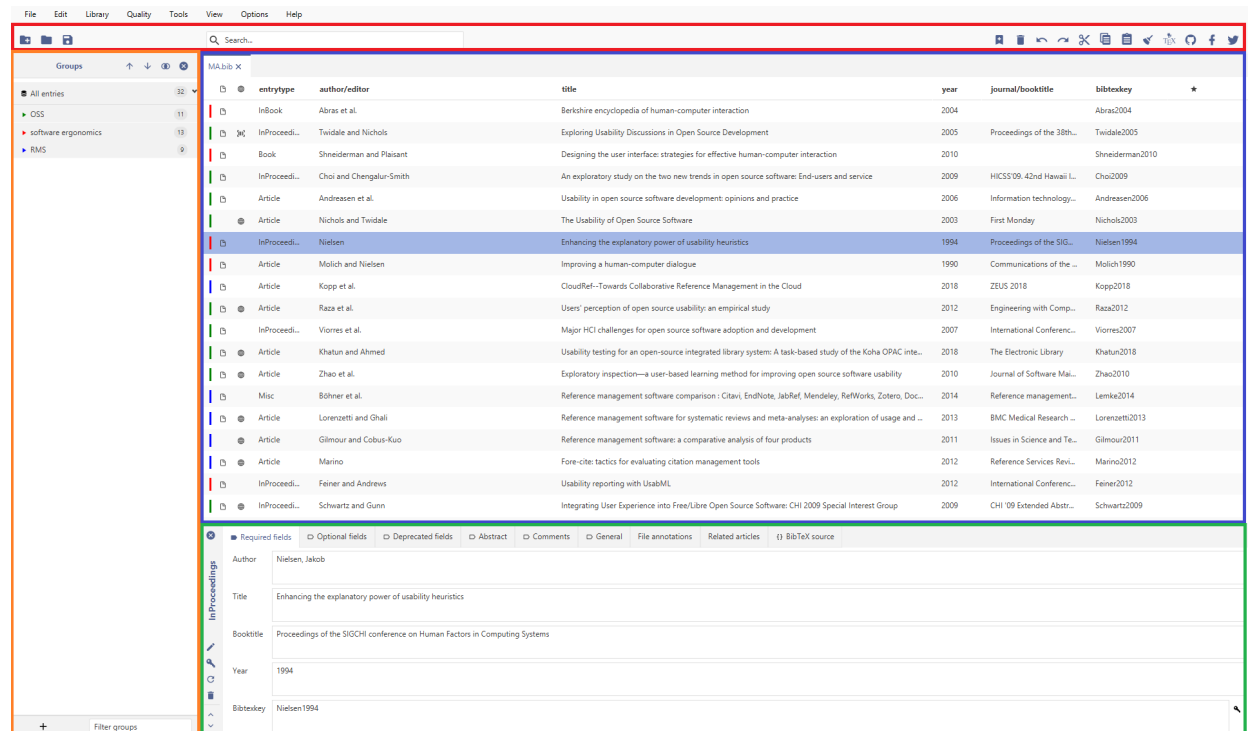 File Edit Library Quality Tools View Options Help
Search...
TEX
Groups
All entries 32
OSS 11
software ergonomics 13
RMS 9
Filter groups
MA.bib
entrytype author/editor title year journal/booktitle bibtexkey
InBook Abras et al. Berkshire encyclopedia of human-computer interaction 2004 Abras2004
InProceedi... Twidale and Nichols Exploring Usability Discussions in Open Source Development 2005 Proceedings of the 38th... Twidale2005
Book Shneiderman and Plaisant Designing the user interface: strategies for effective human-computer interaction 2010 Shneiderman2010
InProceedi... Choi and Chengalur-Smith An exploratory study on the two new trends in open source software: End-users and service 2009 HICSS'09. 42nd Hawaii I... Choi2009
Article Andreasen et al. Usability in open source software development: opinions and practice 2006 Information technology... Andreasen2006
Article Nichols and Twidale The Usability of Open Source Software 2003 First Monday Nichols2003
InProceedi... Nielsen Enhancing the explanatory power of usability heuristics 1994 Proceedings of the SIG... Nielsen1994
Article Molich and Nielsen Improving a human-computer dialogue 1990 Communications of the ... Molich1990
Article Kopp et al. CloudRef--Towards Collaborative Reference Management in the Cloud 2018 ZEUS 2018 Kopp2018
Article Raza et al. Users' perception of open source usability: an empirical study 2012 Engineering with Comp... Raza2012
InProceedi... Viorres et al. Major HCI challenges for open source software adoption and development 2007 International Conferenc... Viorres2007
Article Khatun and Ahmed Usability testing for an open-source integrated library system: A task-based study of the Koha OPAC inte... 2018 The Electronic Library Khatun2018
Article Zhao et al. Exploratory inspection—a user-based learning method for improving open source software usability 2010 Journal of Software Mai... Zhao2010
Misc Böhner et al. Reference management software comparison : Citavi, EndNote, JabRef, Mendeley, RefWorks, Zotero, Doc... 2014 Reference management... Lemke2014
Article Lorenzetti and Ghali Reference management software for systematic reviews and meta-analyses: an exploration of usage and ... 2013 BMC Medical Research ... Lorenzetti2013
Article Gilmour and Cobus-Kuo Reference management software: a comparative analysis of four products 2011 Issues in Science and Te... Gilmour2011
Article Marino Fore-cite: tactics for evaluating citation management tools 2012 Reference Services Revi... Marino2012
InProceedi... Feiner and Andrews Usability reporting with UsabML 2012 International Conferenc... Feiner2012
InProceedi... Schwartz and Gunn Integrating User Experience into Free/Libre Open Source Software: CHI 2009 Special Interest Group 2009 CHI '09 Extended Abstr... Schwartz2009
Required fields Optional fields Deprecated fields Abstract Comments General File annotations Related articles {} BibTeX source
InProceedings
Author Nielsen, Jakob
Title Enhancing the explanatory power of usability heuristics
Booktitle Proceedings of the SIGCHI conference on Human Factors in Computing Systems
Year 1994
Bibtexkey Nielsen1994